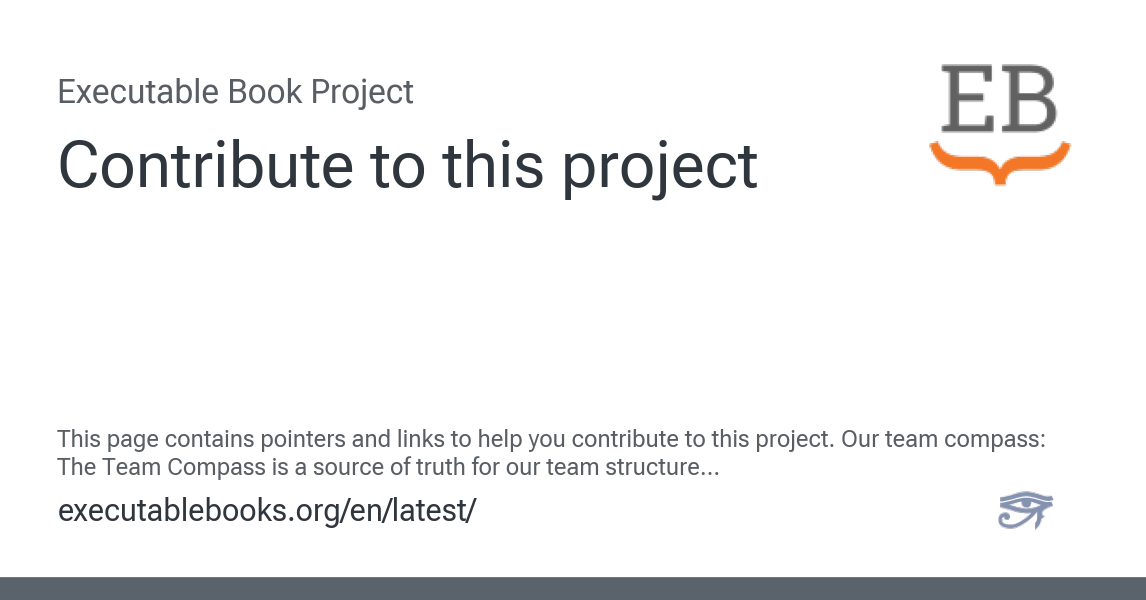 Executable Book Project
EB
Contribute to this project
This page contains pointers and links to help you contribute to this project. Our team compass:
The Team Compass is a source of truth for our team structure...
executablebooks.org/en/latest/